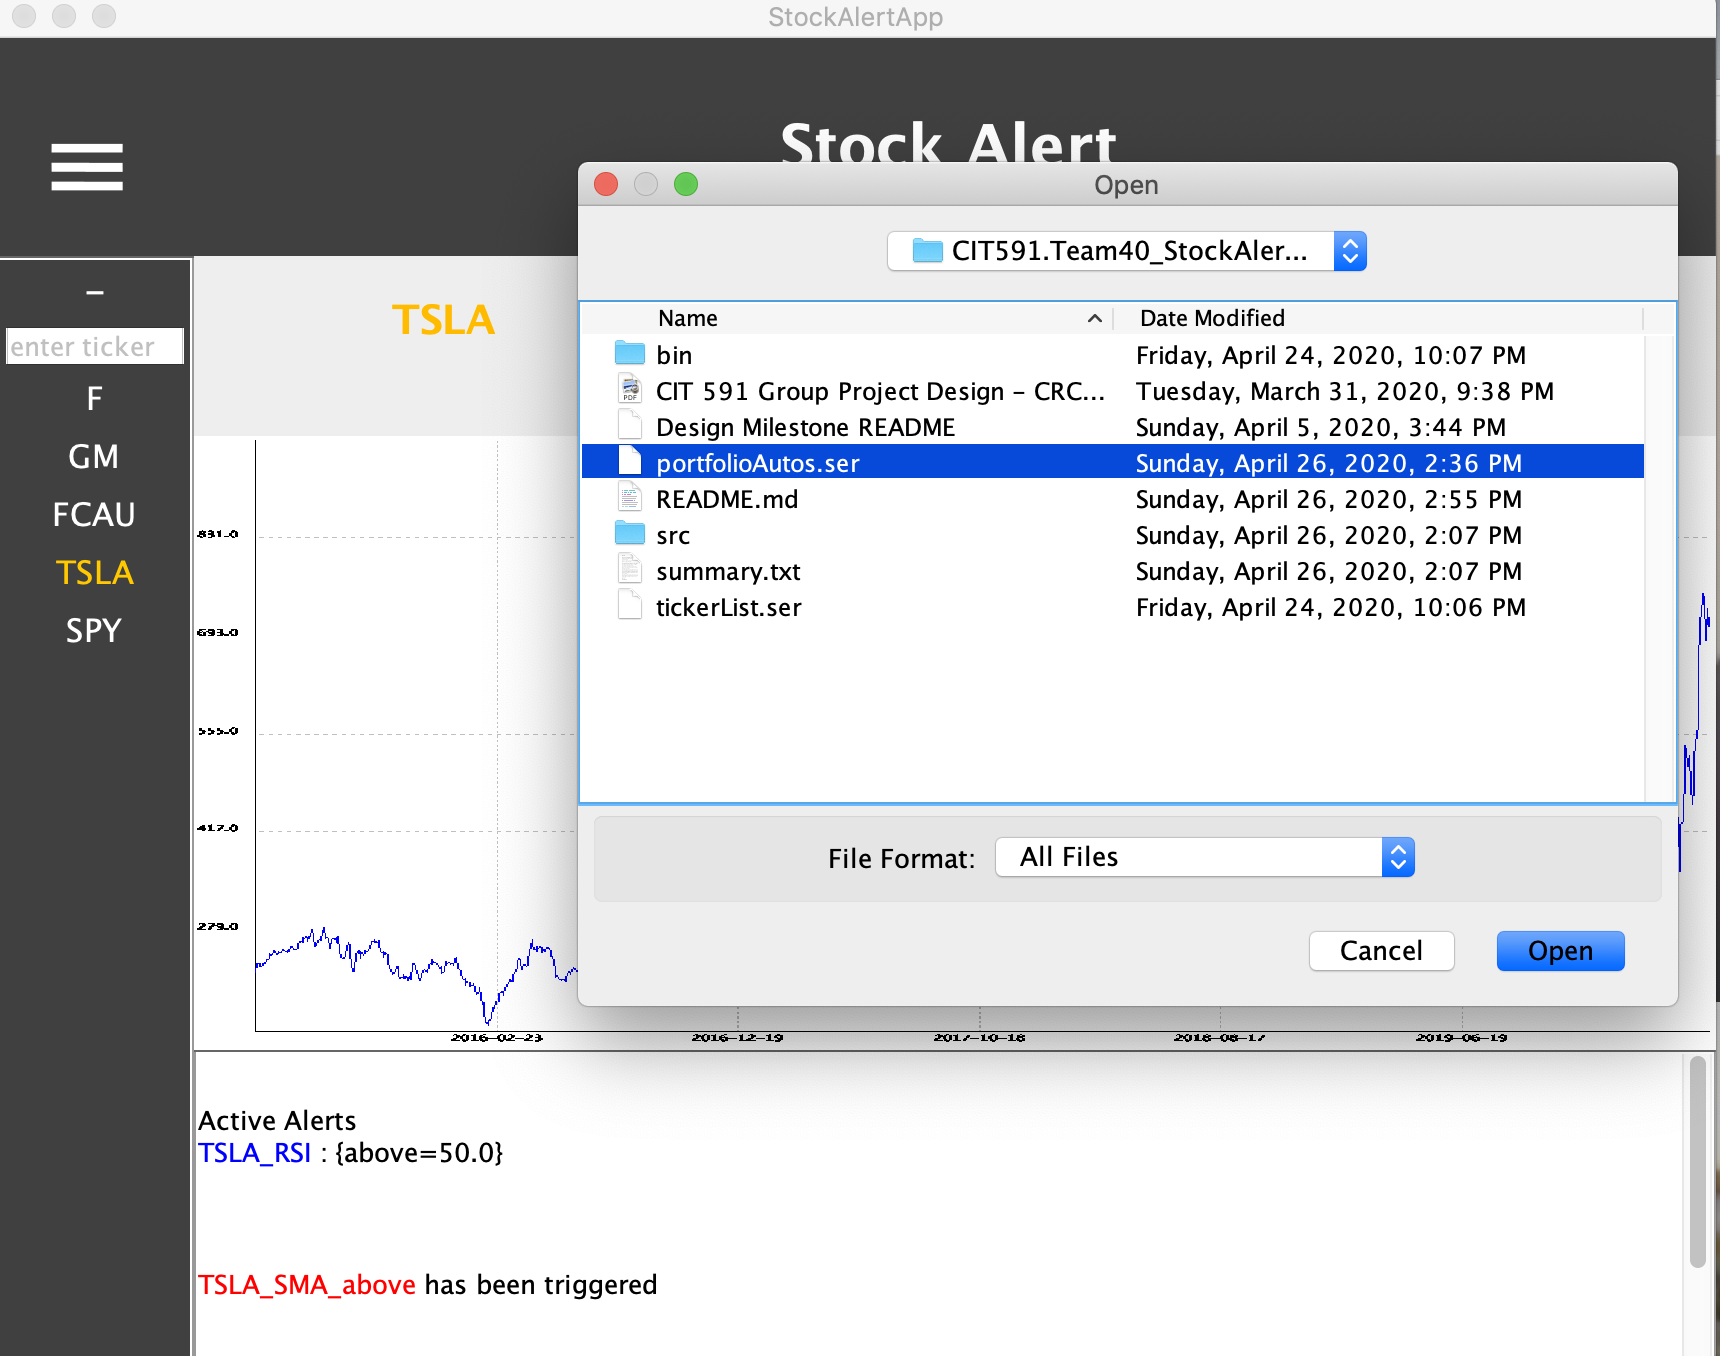 StockAlertApp
Stock Alert
Open
CIT591.Team40_StockAler...
Name Date Modified
bin Friday, April 24, 2020, 10:07 PM
CIT 591 Group Project Design - CRC... Tuesday, March 31, 2020, 9:38 PM
Design Milestone README Sunday, April 5, 2020, 3:44 PM
portfolioAutos.ser Sunday, April 26, 2020, 2:36 PM
README.md Sunday, April 26, 2020, 2:55 PM
src Sunday, April 26, 2020, 2:07 PM
summary.txt Sunday, April 26, 2020, 2:07 PM
tickerList.ser Friday, April 24, 2020, 10:06 PM
File Format: All Files
Cancel Open
–
enter ticker
F
GM
FCAU
TSLA
SPY
TSLA
831.0
693.0
555.0
417.0
279.0
2016-02-23 2016-12-19 2017-10-18 2018-08-17 2019-06-19
Active Alerts
TSLA_RSI : {above=50.0}
TSLA_SMA_above has been triggered
PDF